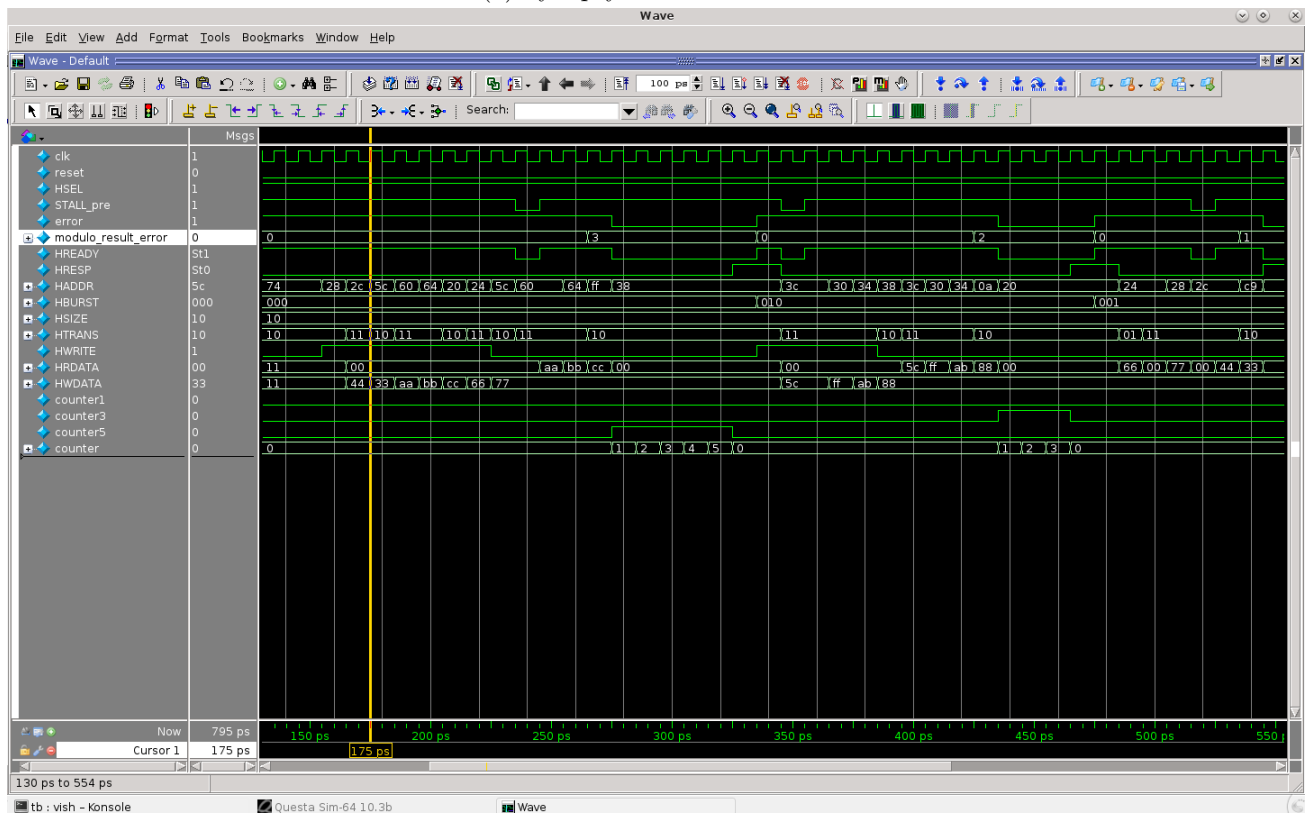 Wave
File Edit View Add Format Tools Bookmarks Window Help
Wave - Default
100 ps
Search:
Msgs
clk 1
reset 0
HSEL 1
STALL_pre 1
error 1
modulo_result_error 0 0 3 0 2 0 1
HREADY St1
HRESP St0
HADDR 5c 74 28 2c 5c 60 64 20 24 5c 60 64 ff 38 3c 30 34 38 3c 30 34 0a 20 24 28 2c c9
HBURST 000 000 010 001
HSIZE 10 10
HTRANS 10 10 11 10 11 10 11 10 11 10 11 10 11 10 01 11 10
HWRITE 1
HRDATA 00 11 00 aa bb cc 00 00 5c ff ab 88 00 66 00 77 00 44 33
HWDATA 33 11 44 33 aa bb cc 66 77 5c ff ab 88
counter1 0
counter3 0
counter5 0
counter 0 0 1 2 3 4 5 0 1 2 3 0
Now 795 ps 150 ps 200 ps 250 ps 300 ps 350 ps 400 ps 450 ps 500 ps 550
Cursor 1 175 ps 175 ps
130 ps to 554 ps
tb : vish – Konsole Questa Sim-64 10.3b Wave